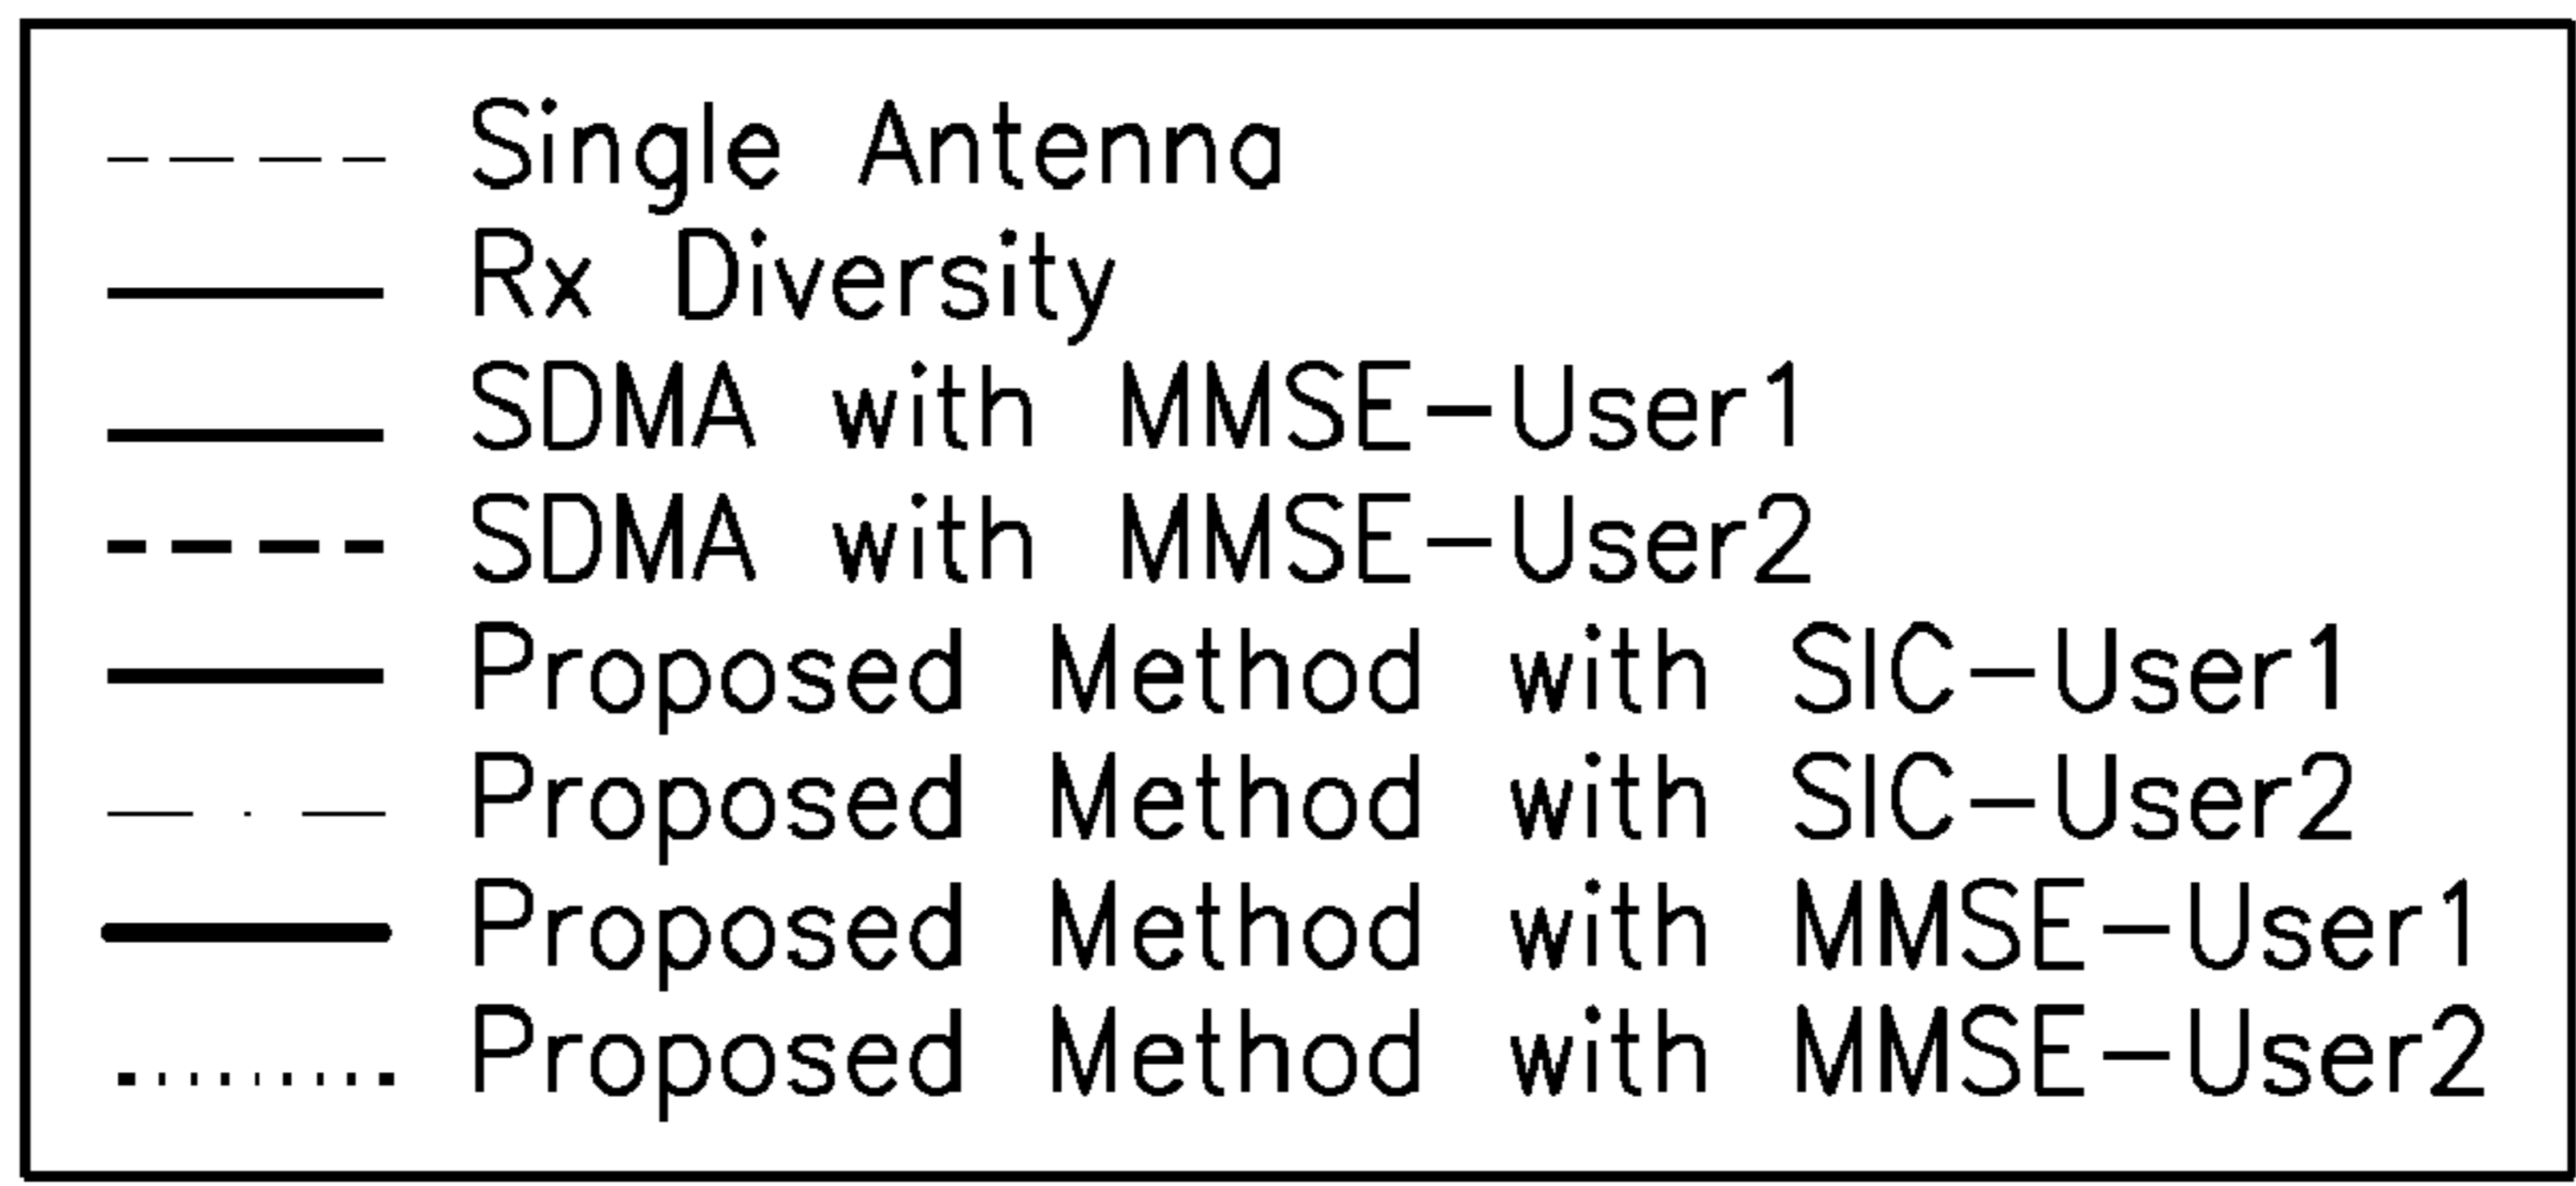 Single Antenna
Rx Diversity
SDMA with MMSE-User1
SDMA with MMSE-User2
Proposed Method with SIC-User1
Proposed Method with SIC-User2
Proposed Method with MMSE-User1
Proposed Method with MMSE-User2